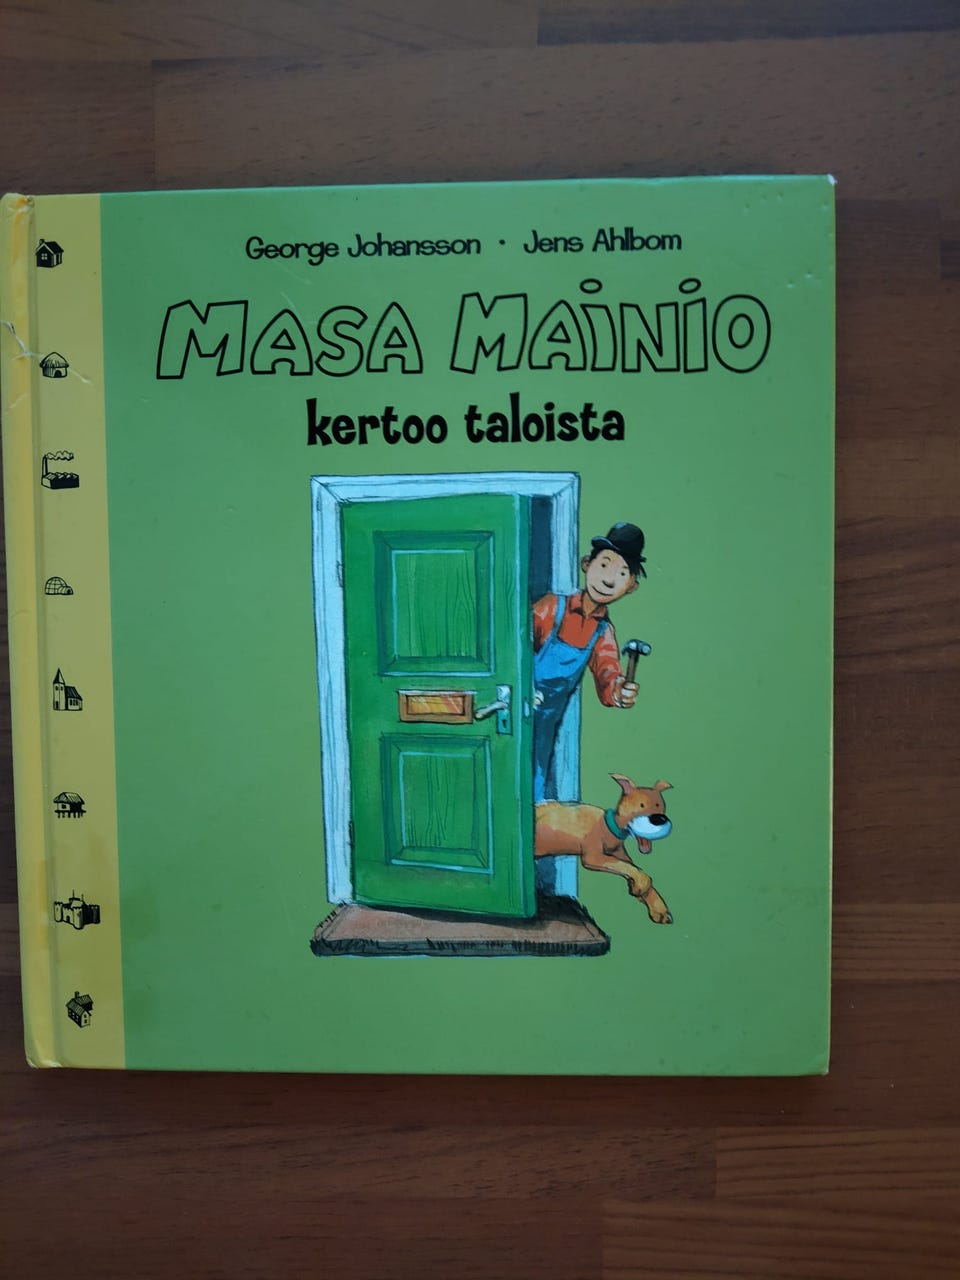 George Johansson · Jens Ahlbom
MASA MAiNiO
kertoo taloista